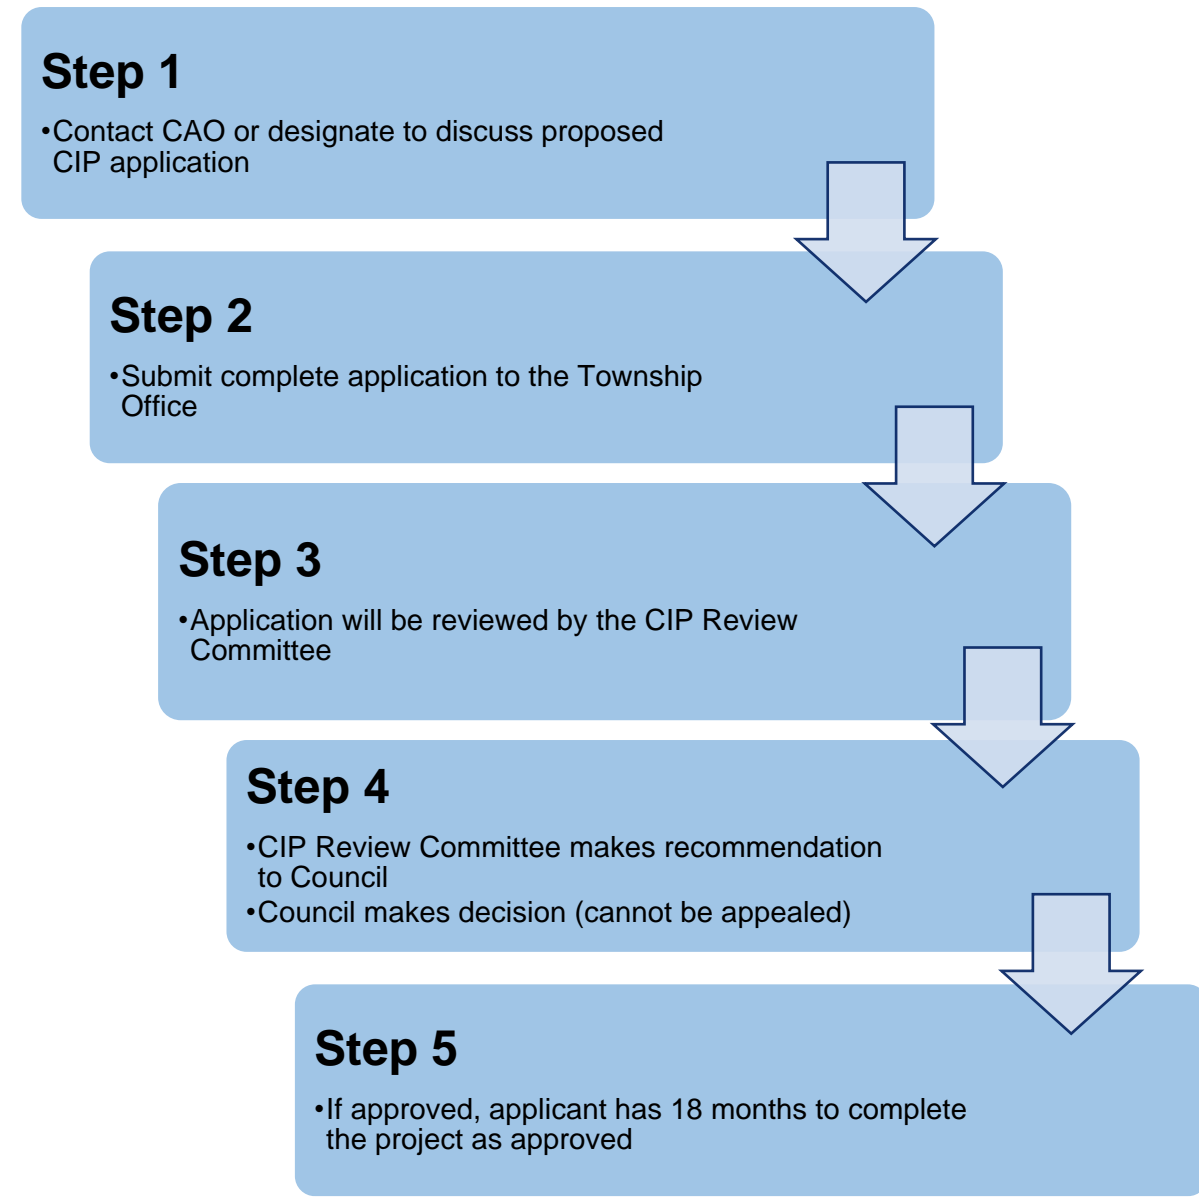 Step 1
•Contact CAO or designate to discuss proposed
CIP application
Step 2
•Submit complete application to the Township
Office
Step 3
•Application will be reviewed by the CIP Review
Committee
Step 4
•CIP Review Committee makes recommendation
to Council
•Council makes decision (cannot be appealed)
Step 5
•If approved, applicant has 18 months to complete
the project as approved